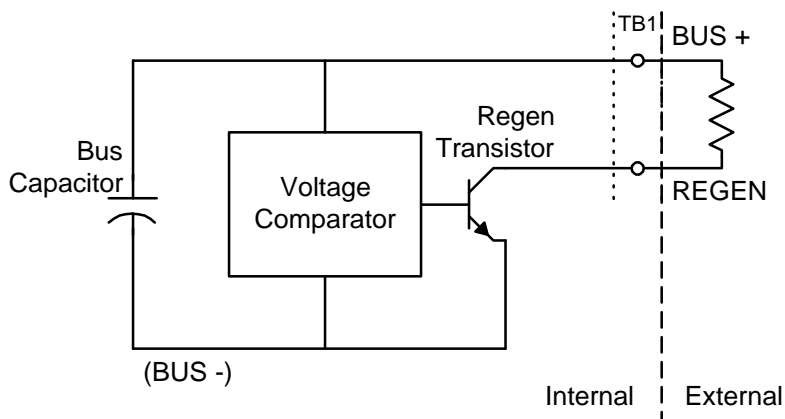 TB1
BUS +
Regen
Transistor
Bus
Capacitor
Voltage
Comparator
REGEN
(BUS -)
Internal
External